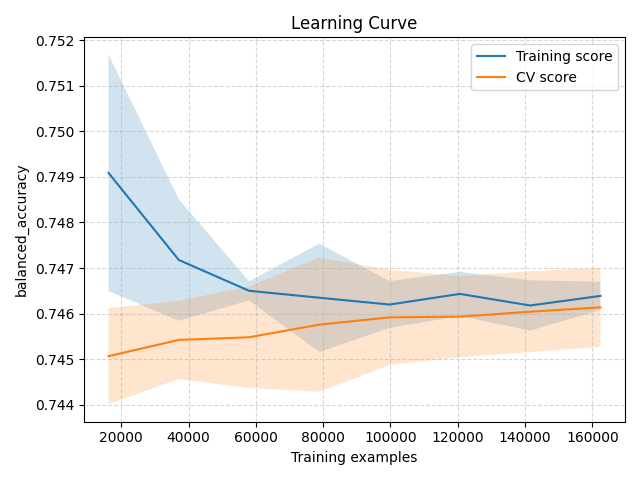 Learning Curve
Training score
CV score
balanced_accuracy
0.752
0.751
0.750
0.749
0.748
0.747
0.746
0.745
0.744
20000 40000 60000 80000 100000 120000 140000 160000
Training examples